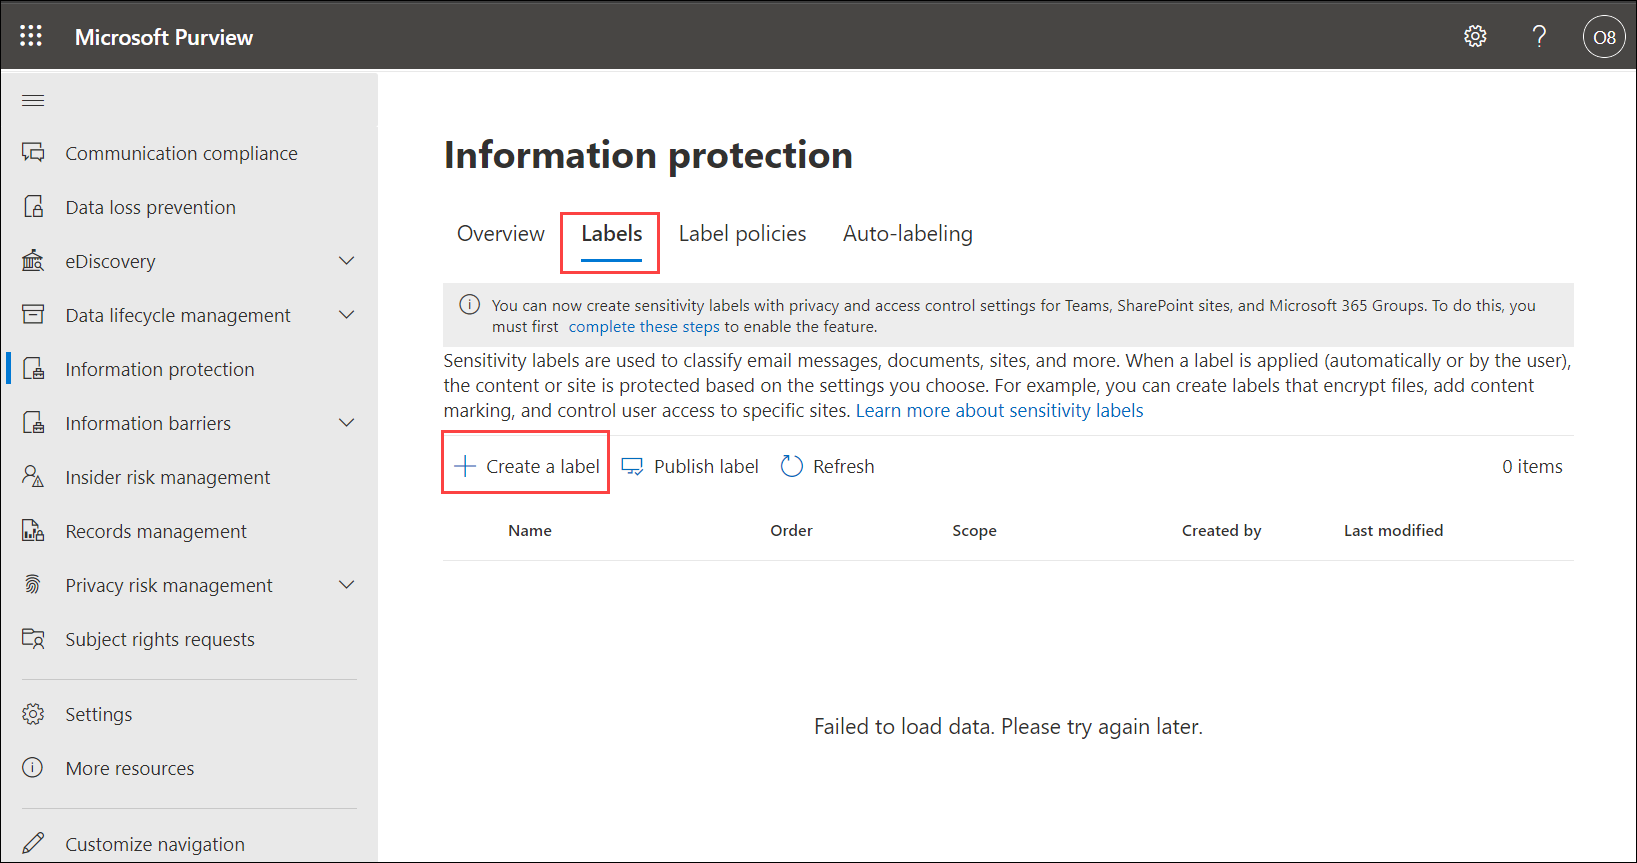 Microsoft Purview
?
O8
Communication compliance
Data loss prevention
eDiscovery
Data lifecycle management
Information protection
Information barriers
Insider risk management
Records management
Privacy risk management
Subject rights requests
Settings
More resources
Customize navigation
Information protection
Overview Labels Label policies Auto-labeling
You can now create sensitivity labels with privacy and access control settings for Teams, SharePoint sites, and Microsoft 365 Groups. To do this, you
must first complete these steps to enable the feature.
Sensitivity labels are used to classify email messages, documents, sites, and more. When a label is applied (automatically or by the user),
the content or site is protected based on the settings you choose. For example, you can create labels that encrypt files, add content
marking, and control user access to specific sites. Learn more about sensitivity labels
Create a label Publish label Refresh 0 items
Name Order Scope Created by Last modified
Failed to load data. Please try again later.